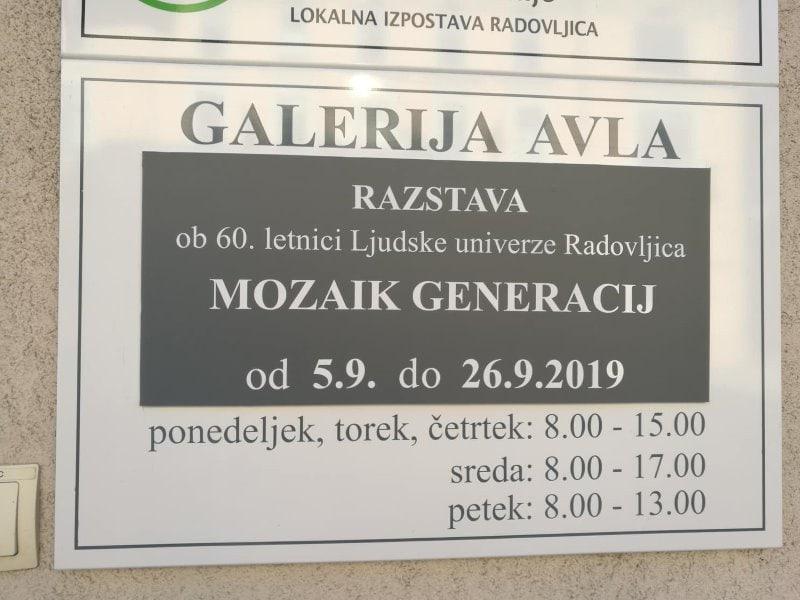 LOKALNA IZPOSTAVA RADOVLJICA
GALERIJA AVLA
RAZSTAVA
ob 60. letnici Ljudske univerze Radovljica
MOZAIK GENERACIJ
od 5.9. do 26.9.2019
ponedeljek, torek, četrtek: 8.00 - 15.00
sreda: 8.00 - 17.00
petek: 8.00 - 13.00